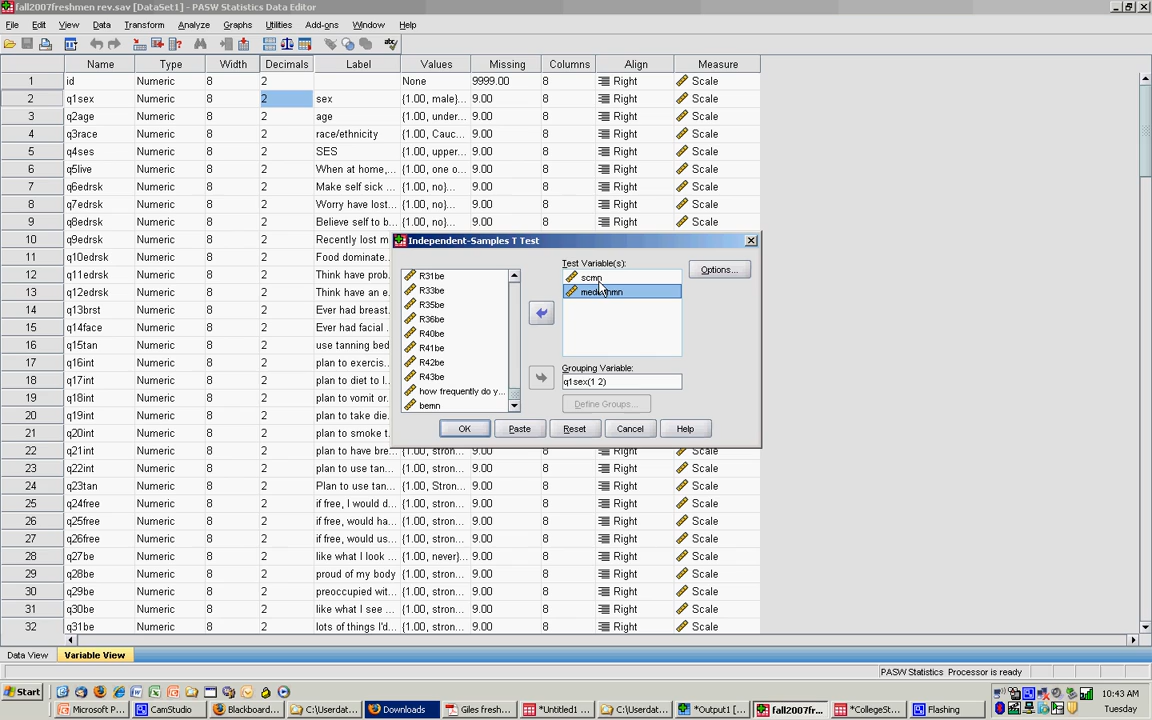 fall2007freshmen rev.sav [DataSet1] - PASW Statistics Data Editor
File Edit View Data Transform Analyze Graphs Utilities Add-ons Window Help
Name Type Width Decimals Label Values Missing Columns Align Measure
1 id Numeric 8 2 None 9999.00 8 Right Scale
2 q1sex Numeric 8 2 sex {1.00, male}... 9.00 8 Right Scale
3 q2age Numeric 8 2 age {1.00, under... 9.00 8 Right Scale
4 q3race Numeric 8 2 race/ethnicity {1.00, Cauc... 9.00 8 Right Scale
5 q4ses Numeric 8 2 SES {1.00, upper... 9.00 8 Right Scale
6 q5live Numeric 8 2 When at home,... {1.00, one o... 9.00 8 Right Scale
7 q6edrsk Numeric 8 2 Make self sick ... {1.00, no}... 9.00 8 Right Scale
8 q7edrsk Numeric 8 2 Worry have lost... {1.00, no}... 9.00 8 Right Scale
9 q8edrsk Numeric 8 2 Believe self to b... {1.00, no}... 9.00 8 Right Scale
10 q9edrsk Numeric 8 2 Recently lost m
11 q10edrsk Numeric 8 2 Food dominate...
12 q11edrsk Numeric 8 2 Think have prob.
13 q12edrsk Numeric 8 2 Think have an e.
14 q13brst Numeric 8 2 Ever had breast.
15 q14face Numeric 8 2 Ever had facial .
16 q15tan Numeric 8 2 use tanning bed
17 q16int Numeric 8 2 plan to exercis.
18 q17int Numeric 8 2 plan to diet to l.
19 q18int Numeric 8 2 plan to vomit or.
20 q19int Numeric 8 2 plan to take die.
21 q20int Numeric 8 2 plan to smoke t.
22 q21int Numeric 8 2 plan to have bre... {1.00, stron... 9.00 8 Right Scale
23 q22int Numeric 8 2 plan to use tan... {1.00, stron... 9.00 8 Right Scale
24 q23tan Numeric 8 2 Plan to use tan... {1.00, Stron... 9.00 8 Right Scale
25 q24free Numeric 8 2 if free, I would d... {1.00, stron... 9.00 8 Right Scale
26 q25free Numeric 8 2 if free, would ha... {1.00, stron... 9.00 8 Right Scale
27 q26free Numeric 8 2 if free, would us... {1.00, stron... 9.00 8 Right Scale
28 q27be Numeric 8 2 like what I look ... {1.00, never}... 9.00 8 Right Scale
29 q28be Numeric 8 2 proud of my body {1.00, stron... 9.00 8 Right Scale
30 q29be Numeric 8 2 preoccupied wit... {1.00, stron... 9.00 8 Right Scale
31 q30be Numeric 8 2 like what I see ... {1.00, stron... 9.00 8 Right Scale
32 q31be Numeric 8 2 lots of things I'd... {1.00, stron... 9.00 8 Right Scale
Independent-Samples T Test
R31be
R33be
R35be
R36be
R40be
R41be
R42be
R43be
how frequently do y...
bemn
Test Variable(s):
scmn
Options...
Grouping Variable:
q1sex(1 2)
Define Groups...
OK Paste Reset Cancel Help
Data View Variable View
PASW Statistics Processor is ready
Start 10:43 AM
Tuesday
Microsoft P... CamStudio Blackboard... C:\Userdat... Downloads Giles fresh... *Untitled1 ... C:\Userdat... *Output1 [... fall2007fr... *CollegeSt... Flashing